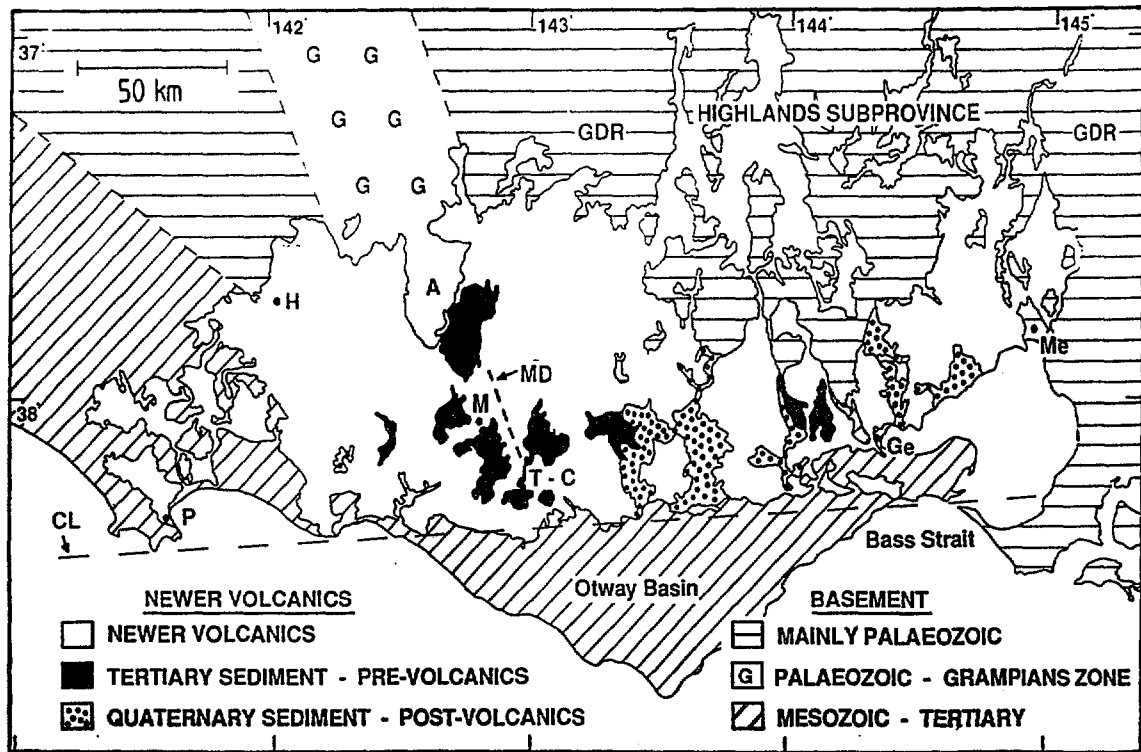 142° 143° 144° 145°
37°
G G
50 km
HIGHLANDS SUBPROVINCE
G G
GDR GDR
G G
A
H
Me
MD
38°
M
Ge
T - C
P
CL
Bass Strait
Otway Basin
NEWER VOLCANICS
NEWER VOLCANICS
TERTIARY SEDIMENT - PRE-VOLCANICS
QUATERNARY SEDIMENT - POST-VOLCANICS
BASEMENT
MAINLY PALAEOZOIC
G PALAEOZOIC - GRAMPIANS ZONE
MESOZOIC - TERTIARY